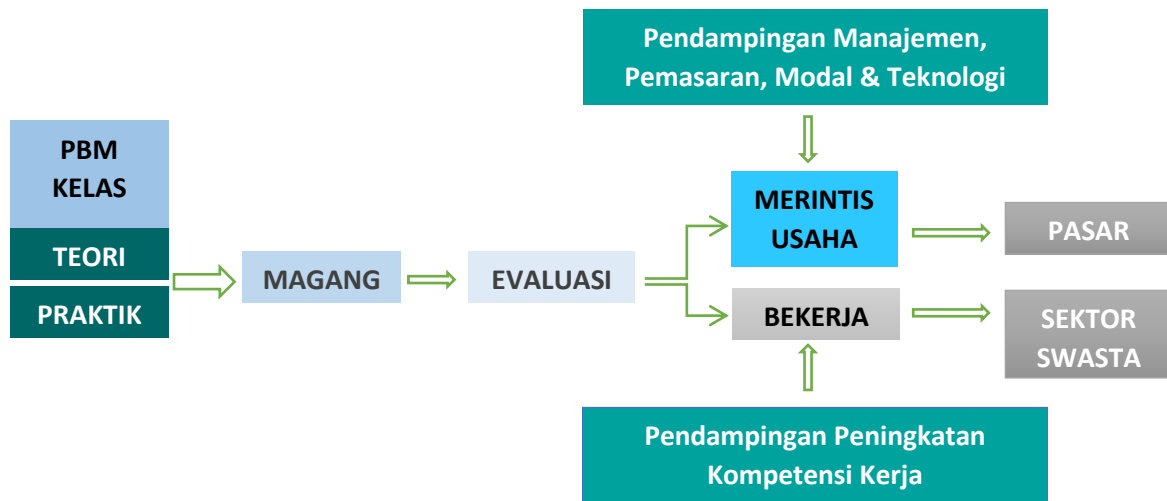 Pendampingan Manajemen,
Pemasaran, Modal & Teknologi
PBM
KELAS
TEORI
PRAKTIK
MAGANG
EVALUASI
MERINTIS
USAHA
BEKERJA
PASAR
SEKTOR
SWASTA
Pendampingan Peningkatan
Kompetensi Kerja